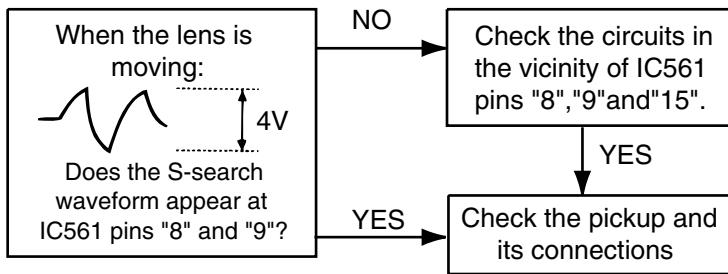 When the lens is
moving:
4V
Does the S-search
waveform appear at
IC561 pins "8" and "9"?
NO
Check the circuits in
the vicinity of IC561
pins "8","9"and"15".
YES
YES
Check the pickup and
its connections